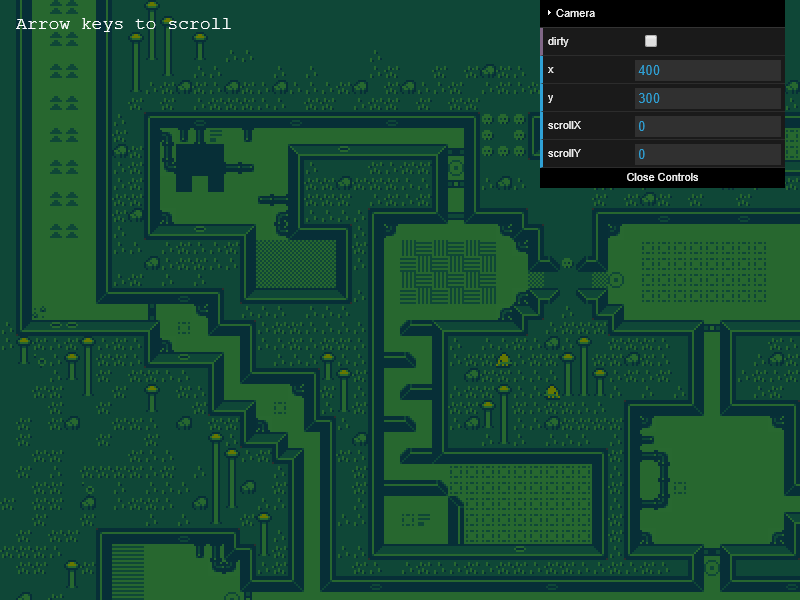 Arrow keys to scroll
Camera
dirty
x 400
y 300
scrollX 0
scrollY 0
Close Controls